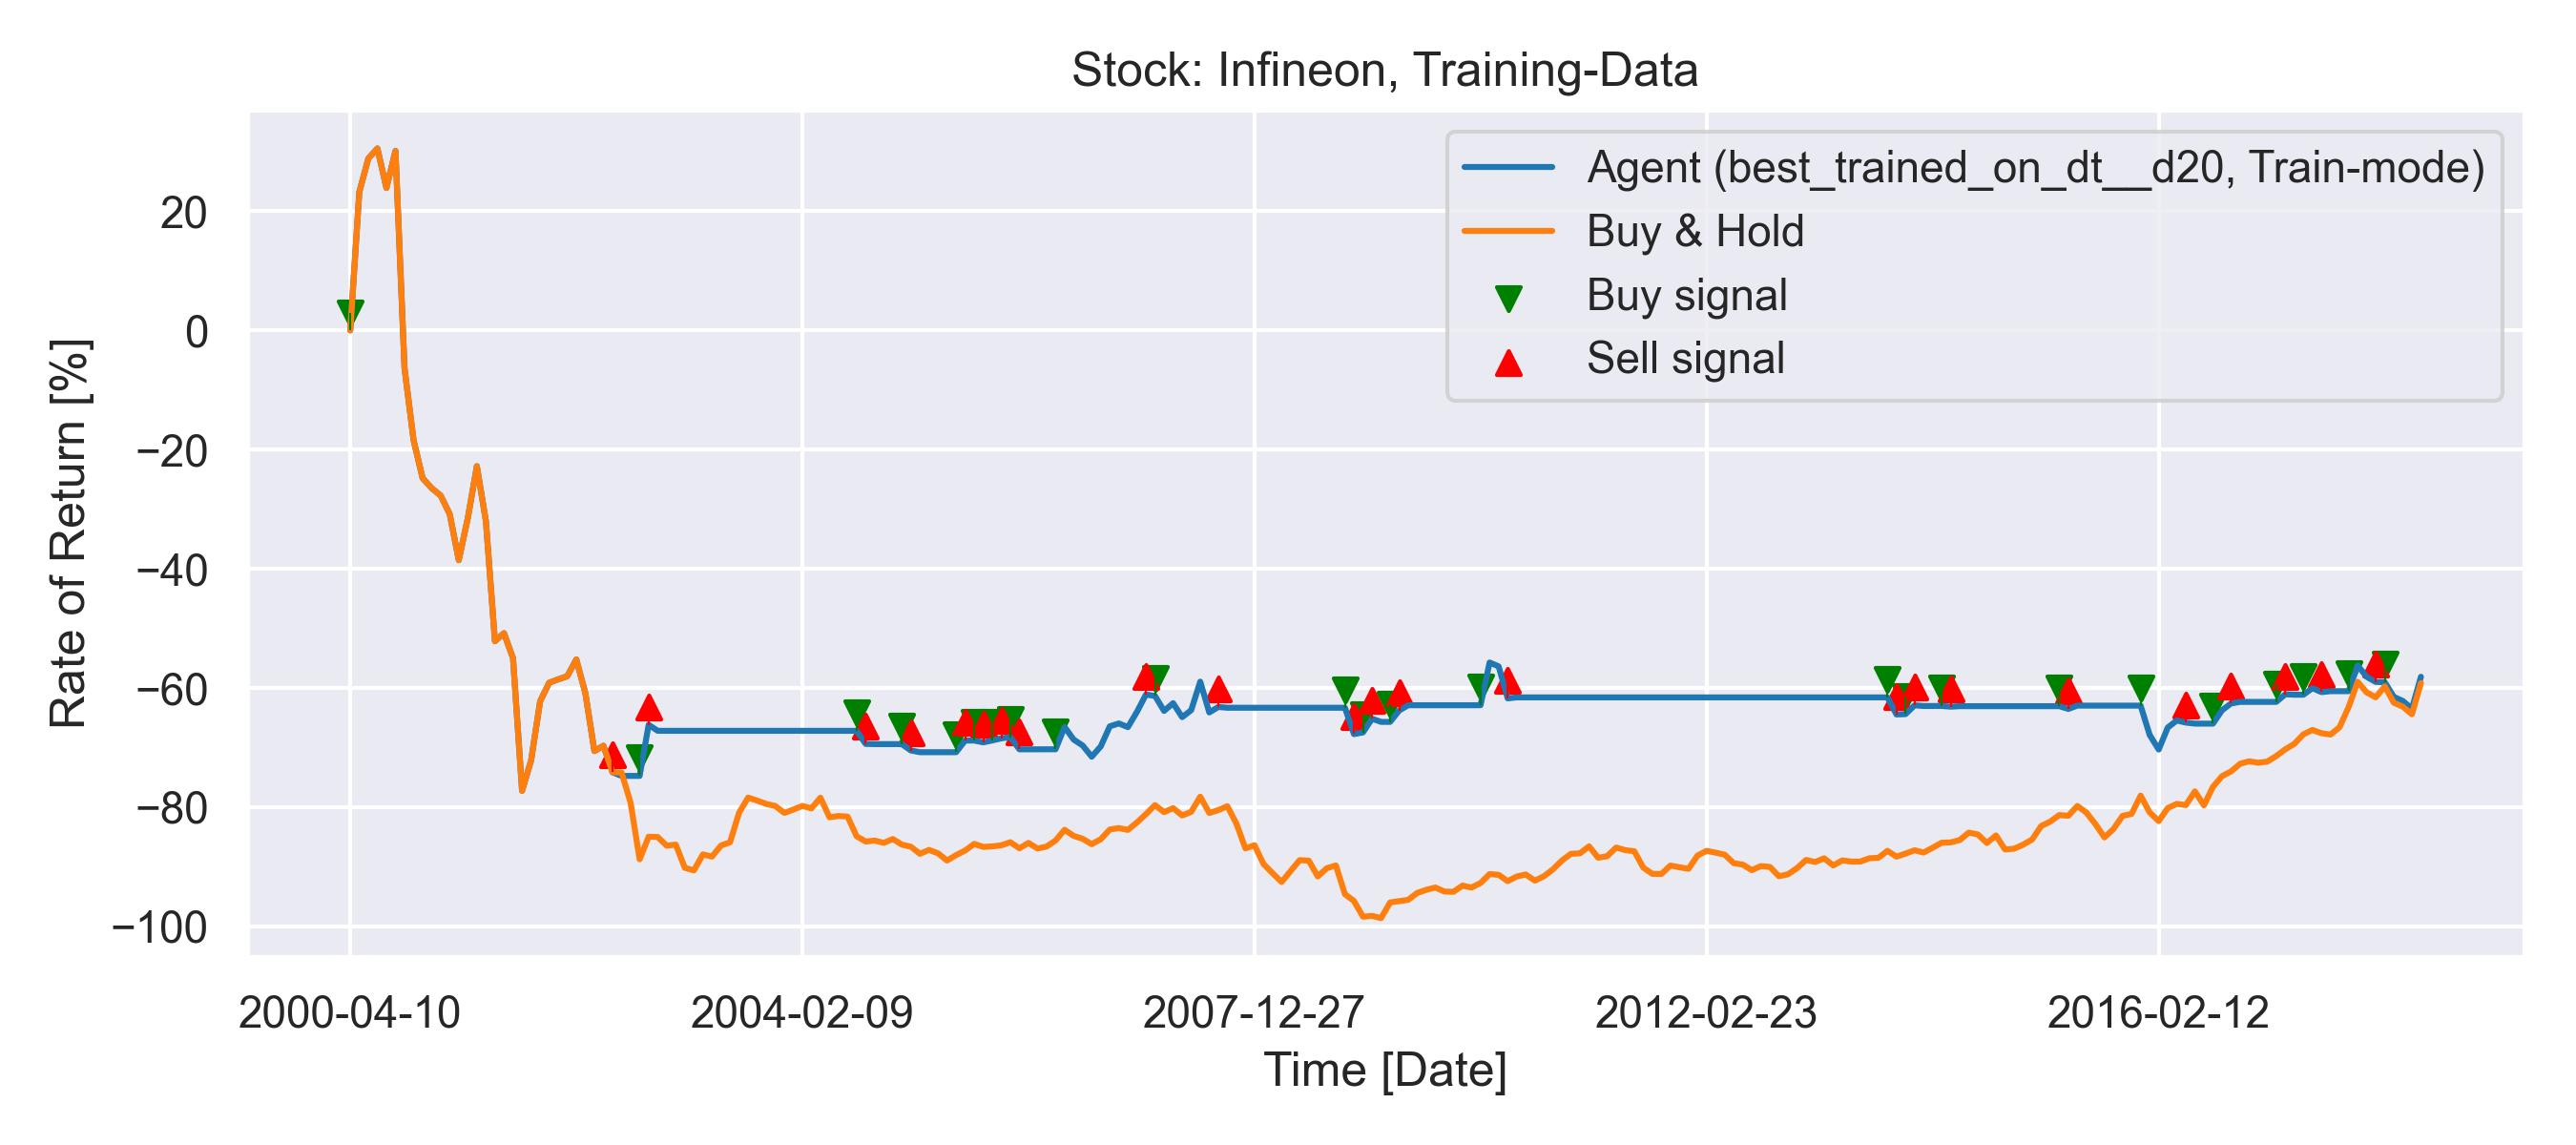 Stock: Infineon, Training-Data
Agent (best_trained_on_dt__d20, Train-mode)
Buy & Hold
Buy signal
Sell signal
Rate of Return [%]
20
0
−20
−40
−60
−80
−100
2000-04-10 2004-02-09 2007-12-27 2012-02-23 2016-02-12
Time [Date]